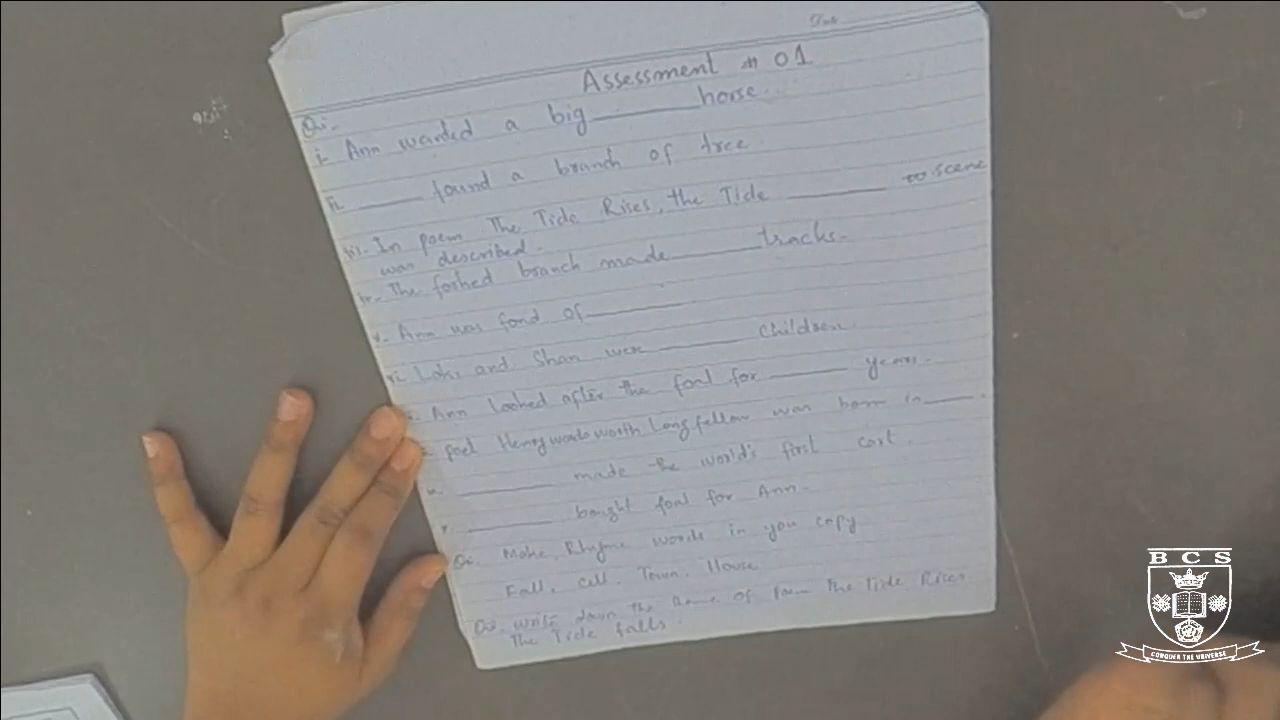 Assessment # 01
Qi-
i- Ann wanted a big ______ horse.
ii. ______ found a branch of tree.
iii. In poem The Tide Rises, the Tide ______ scene
was described.
iv. The forked branch made ______ tracks.
v. Ann was fond of ______
vi. Loki and Shan were ______ children.
Ann looked after the foal for ______ years.
poet Henry wordsworth Longfellow was born in ______.
______ made the world's first cart.
______ bought foal for Ann.
Make Rhyme words in you copy
Fall, Call, Town, House
write down the theme of Poem The Tide Rises
The Tide falls.
BCS
CONQUER THE UNIVERSE